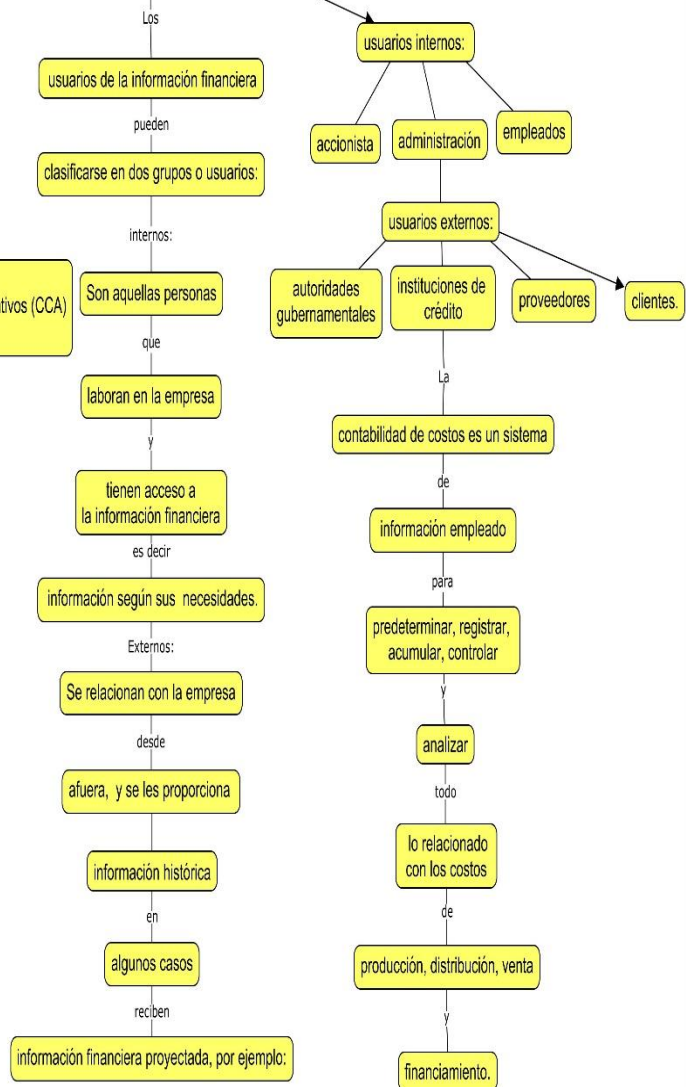 Los
usuarios de la información financiera
pueden
clasificarse en dos grupos o usuarios:
internos:
tivos (CCA)
Son aquellas personas
que
laboran en la empresa
y
tienen acceso a
la información financiera
es decir
información según sus necesidades.
Externos:
Se relacionan con la empresa
desde
afuera, y se les proporciona
información histórica
en
algunos casos
reciben
información financiera proyectada, por ejemplo:
usuarios internos:
accionista
administración
empleados
usuarios externos:
autoridades
gubernamentales
instituciones de
crédito
proveedores
clientes.
La
contabilidad de costos es un sistema
de
información empleado
para
predeterminar, registrar,
acumular, controlar
y
analizar
todo
lo relacionado
con los costos
de
producción, distribución, venta
y
financiamiento.